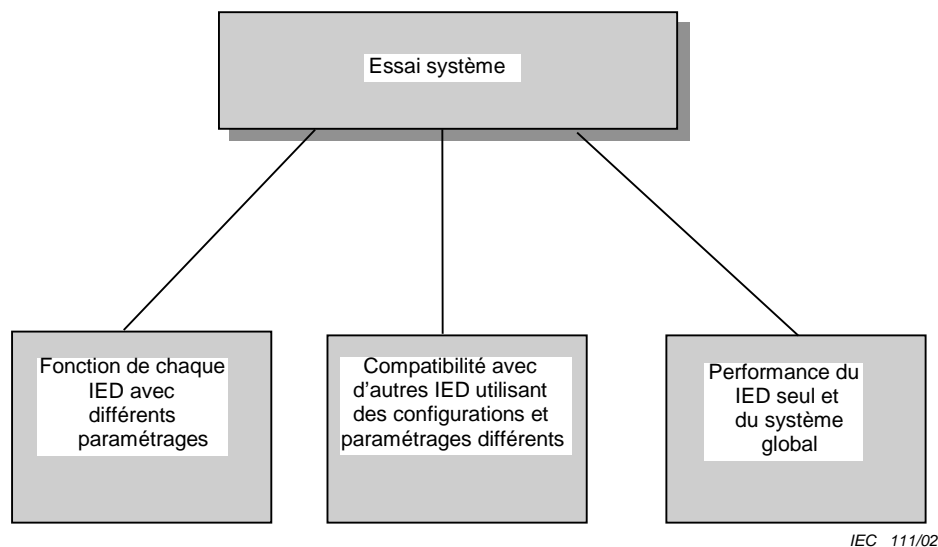 Essai système
Fonction de chaque
IED avec
différents
paramétrages
Compatibilité avec
d'autres IED utilisant
des configurations et
paramétrages différents
Performance du
IED seul et
du système
global
IEC 111/02